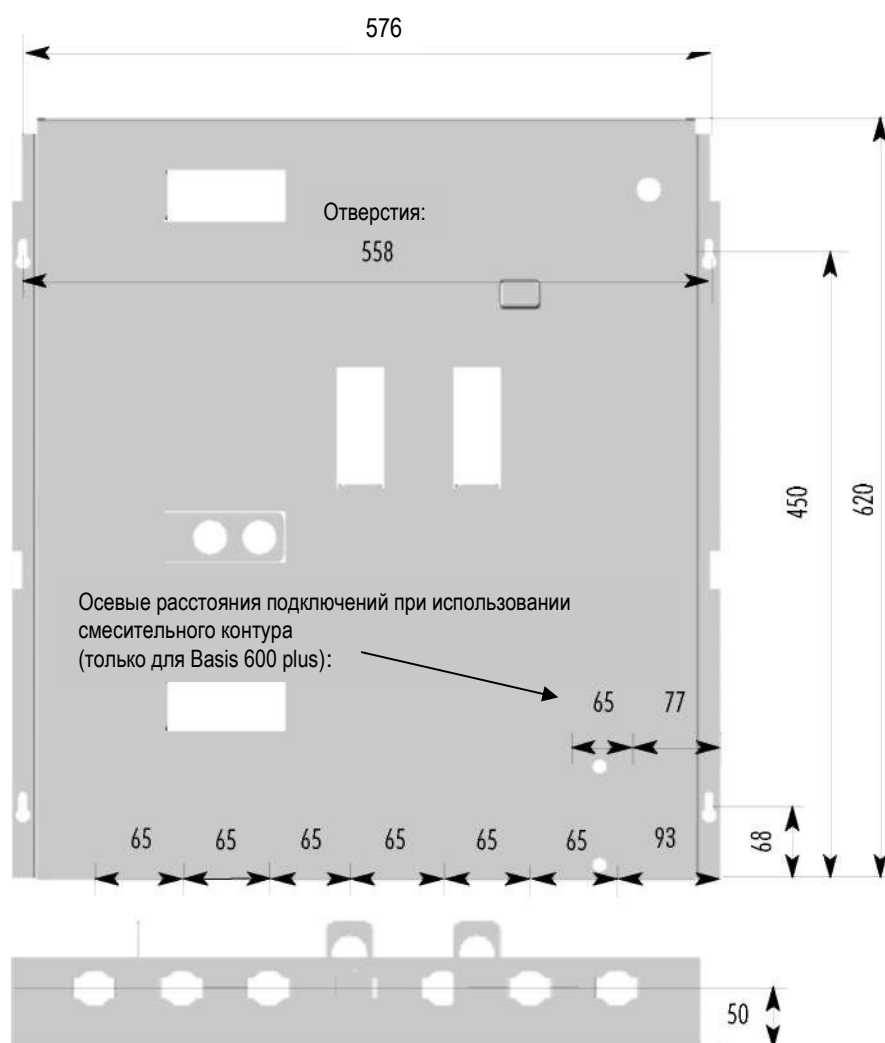 576
Отверстия:
558
450
620
Осевые расстояния подключений при использовании
смесительного контура
(только для Basis 600 plus):
65 77
65 65 65 65 65 65 93
68
50